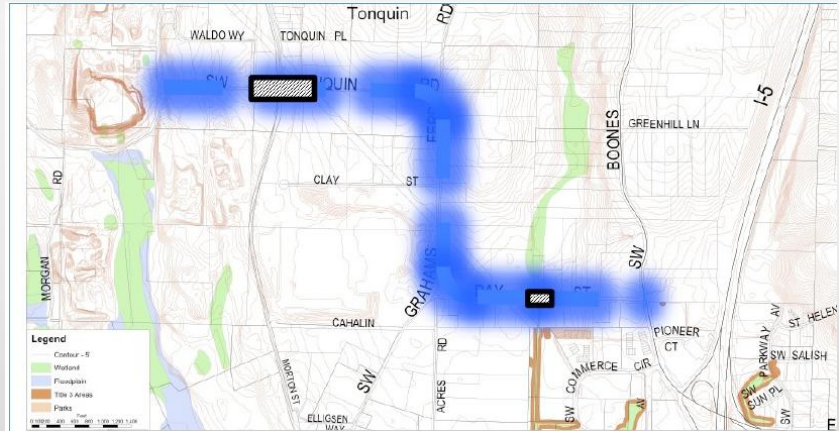 Tonquin
RD
WALDO WY
TONQUIN PL
SW
QUIN
RD
I-5
BOONES
GREENHILL LN
RD
CLAY ST
MORGAN
SW
GRAHAMS
DAY ST
CAHALIN
PIONEER
CT
ST HELEN
PARKWAY AV
SW SALISH
SW
SUN PL
SW
COMMERCE CIR
SW
MORTON ST
SW
RD
ACRES
ELLIGSEN
WAY
Legend
Contour - 5'
Wetland
Floodplain
Title 3 Areas
Parks
Feet